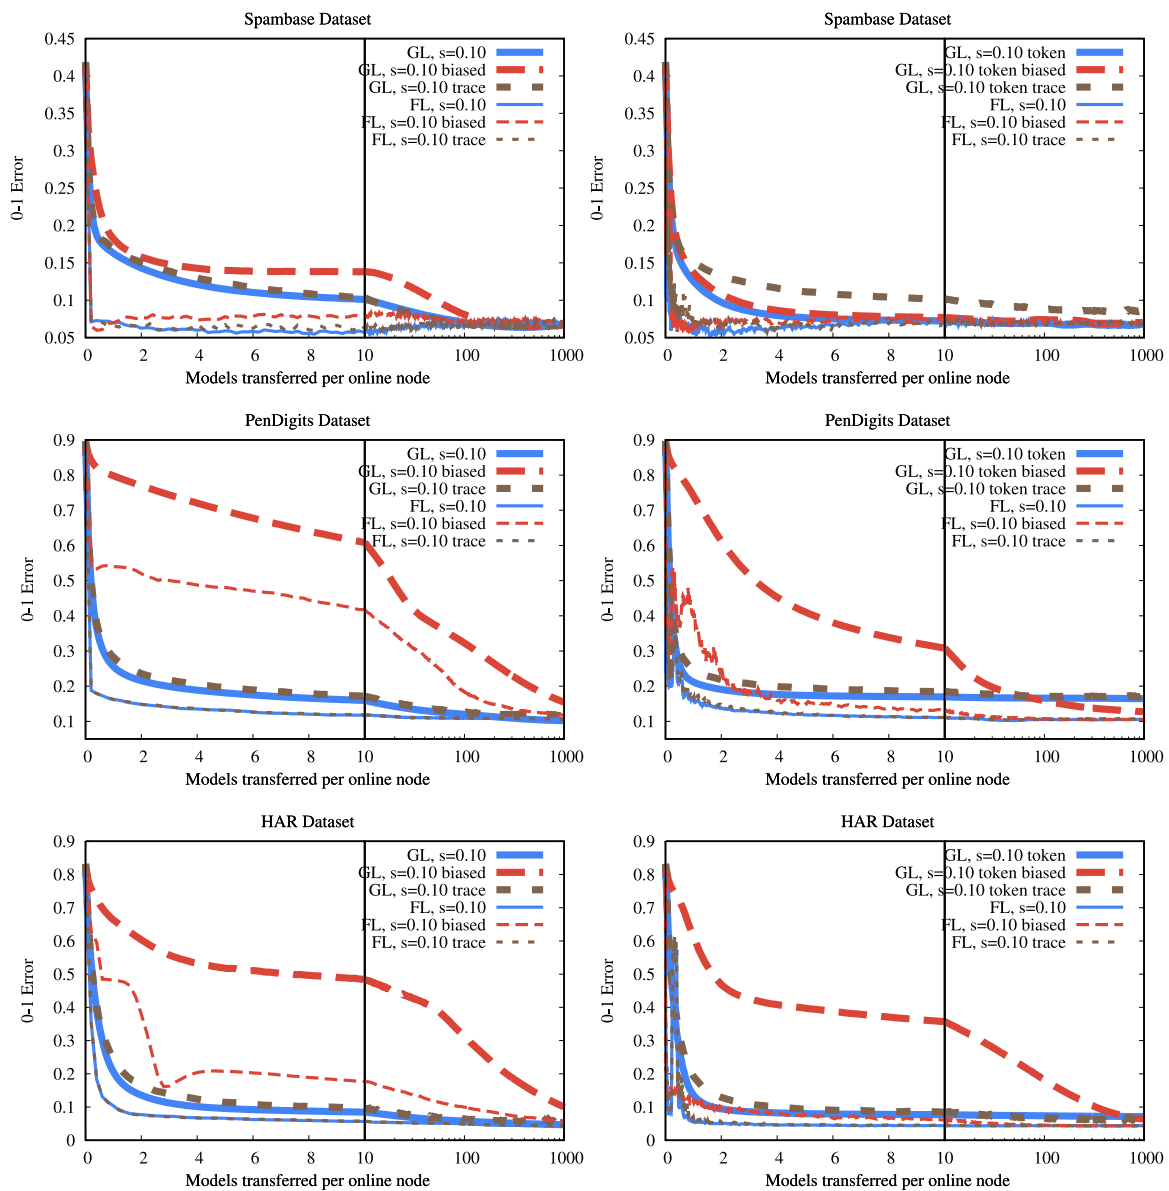 Spambase Dataset
0.45
0.4
0.35
0.3
0.25
0.2
0.15
0.1
0.05
0-1 Error
GL, s=0.10
GL, s=0.10 biased
GL, s=0.10 trace
FL, s=0.10
FL, s=0.10 biased
FL, s=0.10 trace
0 2 4 6 8 10 100 1000
Models transferred per online node
Spambase Dataset
0.45
0.4
0.35
0.3
0.25
0.2
0.15
0.1
0.05
0-1 Error
GL, s=0.10 token
GL, s=0.10 token biased
GL, s=0.10 token trace
FL, s=0.10
FL, s=0.10 biased
FL, s=0.10 trace
0 2 4 6 8 10 100 1000
Models transferred per online node
PenDigits Dataset
0.9
0.8
0.7
0.6
0.5
0.4
0.3
0.2
0.1
0-1 Error
GL, s=0.10
GL, s=0.10 biased
GL, s=0.10 trace
FL, s=0.10
FL, s=0.10 biased
FL, s=0.10 trace
0 2 4 6 8 10 100 1000
Models transferred per online node
PenDigits Dataset
0.9
0.8
0.7
0.6
0.5
0.4
0.3
0.2
0.1
0-1 Error
GL, s=0.10 token
GL, s=0.10 token biased
GL, s=0.10 token trace
FL, s=0.10
FL, s=0.10 biased
FL, s=0.10 trace
0 2 4 6 8 10 100 1000
Models transferred per online node
HAR Dataset
0.9
0.8
0.7
0.6
0.5
0.4
0.3
0.2
0.1
0
0-1 Error
GL, s=0.10
GL, s=0.10 biased
GL, s=0.10 trace
FL, s=0.10
FL, s=0.10 biased
FL, s=0.10 trace
0 2 4 6 8 10 100 1000
Models transferred per online node
HAR Dataset
0.9
0.8
0.7
0.6
0.5
0.4
0.3
0.2
0.1
0
0-1 Error
GL, s=0.10 token
GL, s=0.10 token biased
GL, s=0.10 token trace
FL, s=0.10
FL, s=0.10 biased
FL, s=0.10 trace
0 2 4 6 8 10 100 1000
Models transferred per online node